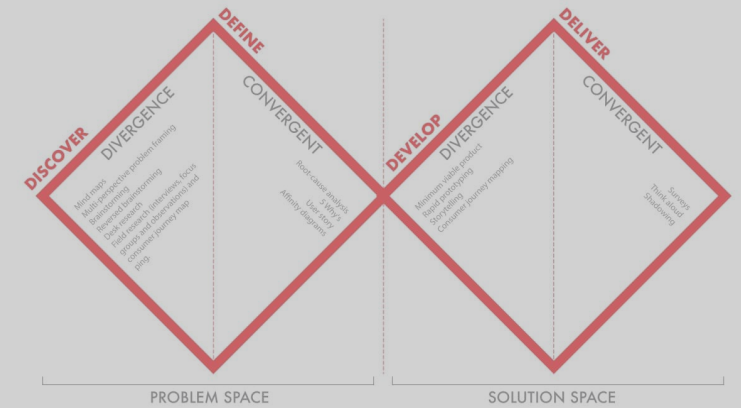 DISCOVER
DIVERGENCE
Mind maps
Multi-perspective problem framing
Brainstorming
Reversed brainstorming
Desk research
Field research (interviews, focus
groups and observations) and
consumer journey map
ping.
DEFINE
CONVERGENT
Root-cause analysis
5 Why's
User story
Affinity diagrams
DEVELOP
DIVERGENCE
Minimum viable product
Rapid prototyping
Storytelling
Consumer journey mapping
DELIVER
CONVERGENT
Surveys
Think aloud
Shadowing
PROBLEM SPACE
SOLUTION SPACE